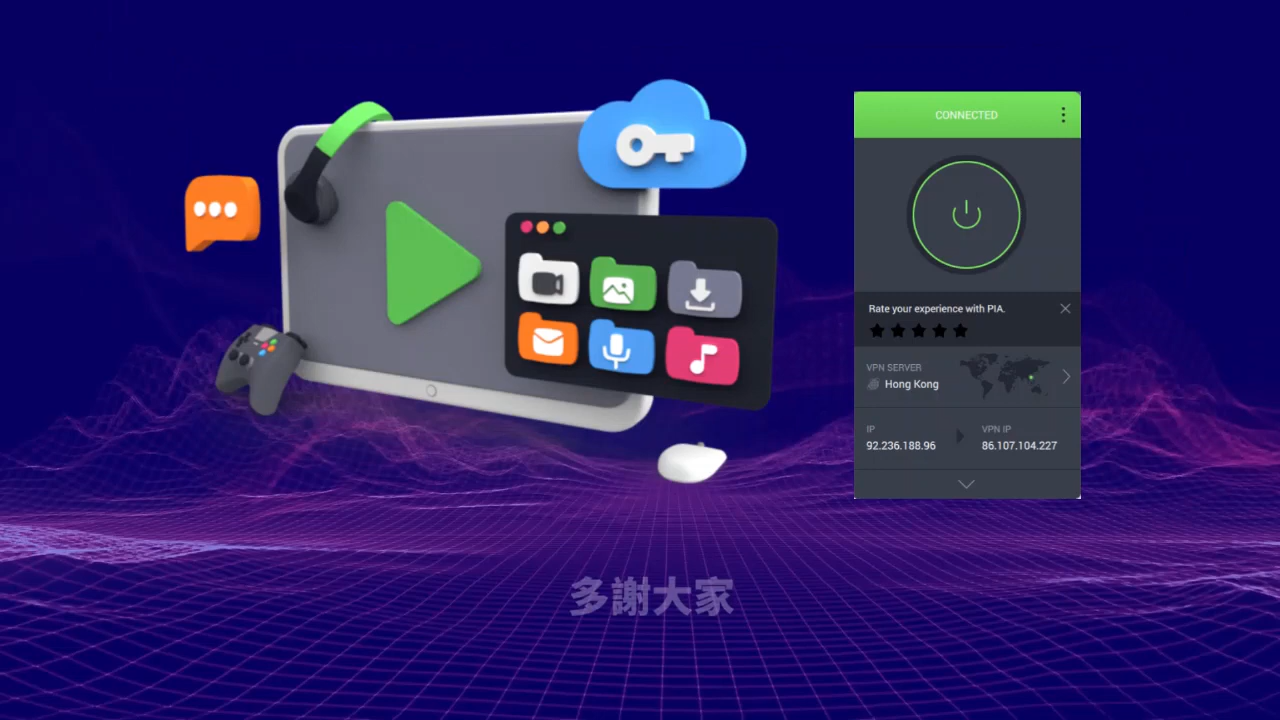 CONNECTED
Rate your experience with PIA.
VPN SERVER
Hong Kong
IP
92.236.188.96
VPN IP
86.107.104.227
多謝大家